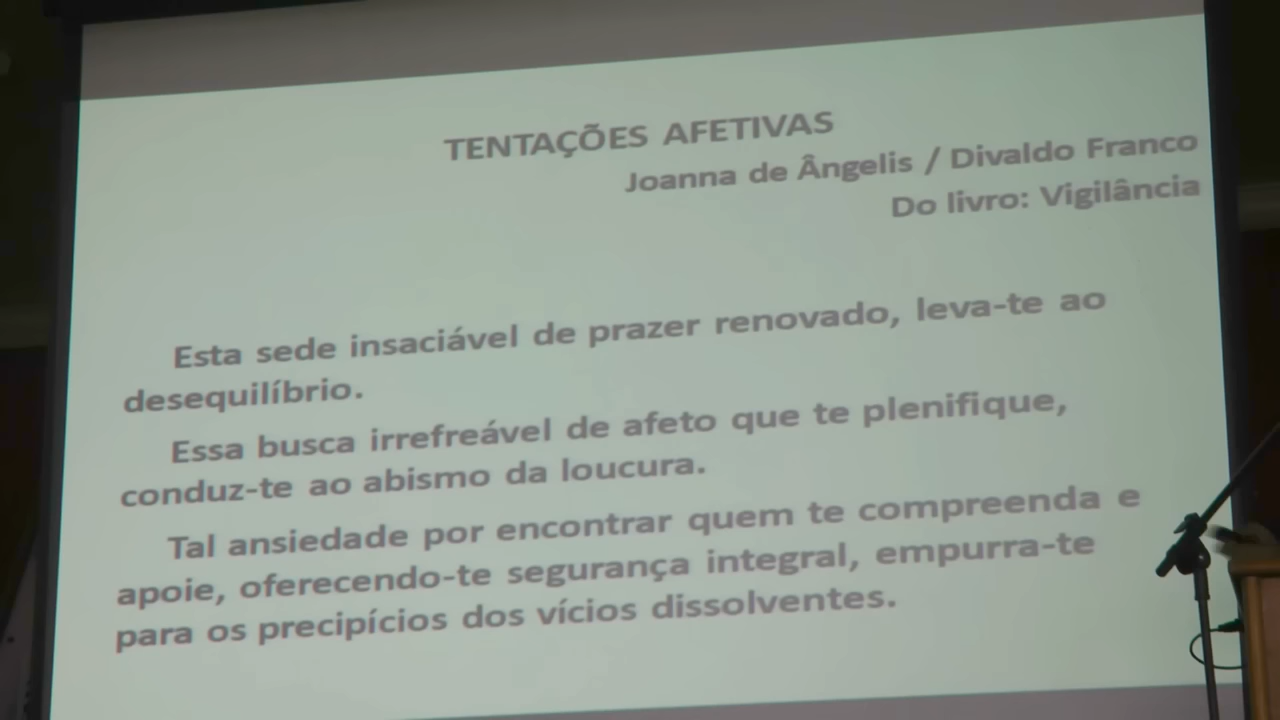 TENTAÇÕES AFETIVAS
Joanna de Ângelis / Divaldo Franco
Do livro: Vigilância
Esta sede insaciável de prazer renovado, leva-te ao
desequilíbrio.
Essa busca irrefreável de afeto que te plenifique,
conduz-te ao abismo da loucura.
Tal ansiedade por encontrar quem te compreenda e
apoie, oferecendo-te segurança integral, empurra-te
para os precipícios dos vícios dissolventes.